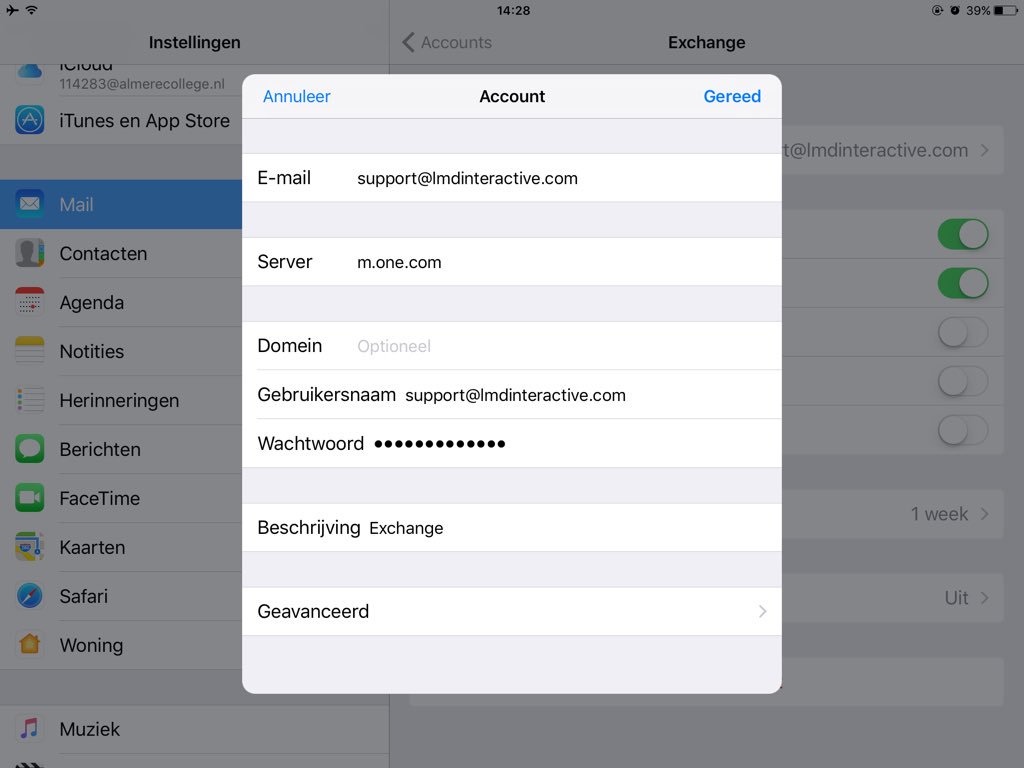 14:28
39%
Instellingen
Accounts
Exchange
iCloud
114283@almerecollege.nl
iTunes en App Store
Mail
Contacten
Agenda
Notities
Herinneringen
Berichten
FaceTime
Kaarten
Safari
Woning
Muziek
Annuleer
Account
Gereed
E-mail support@lmdinteractive.com
Server m.one.com
Domein Optioneel
Gebruikersnaam support@lmdinteractive.com
Wachtwoord •••••••••••••
Beschrijving Exchange
Geavanceerd
t@lmdinteractive.com
1 week
Uit